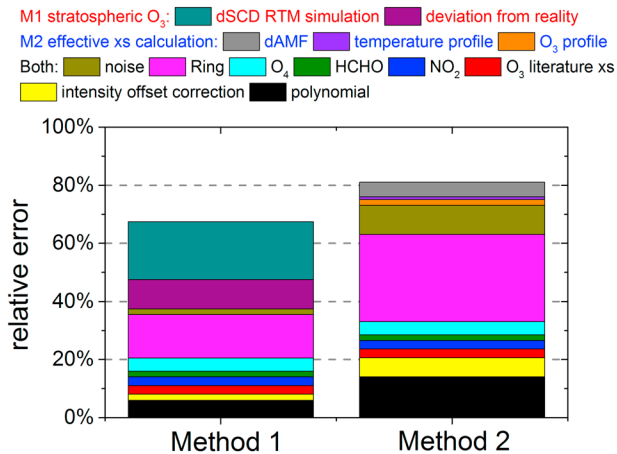 M1 stratospheric O₃: dSCD RTM simulation deviation from reality
M2 effective xs calculation: dAMF temperature profile O₃ profile
Both: noise Ring O₄ HCHO NO₂ O₃ literature xs
intensity offset correction polynomial
100%
80%
60%
40%
20%
0%
relative error
Method 1 Method 2